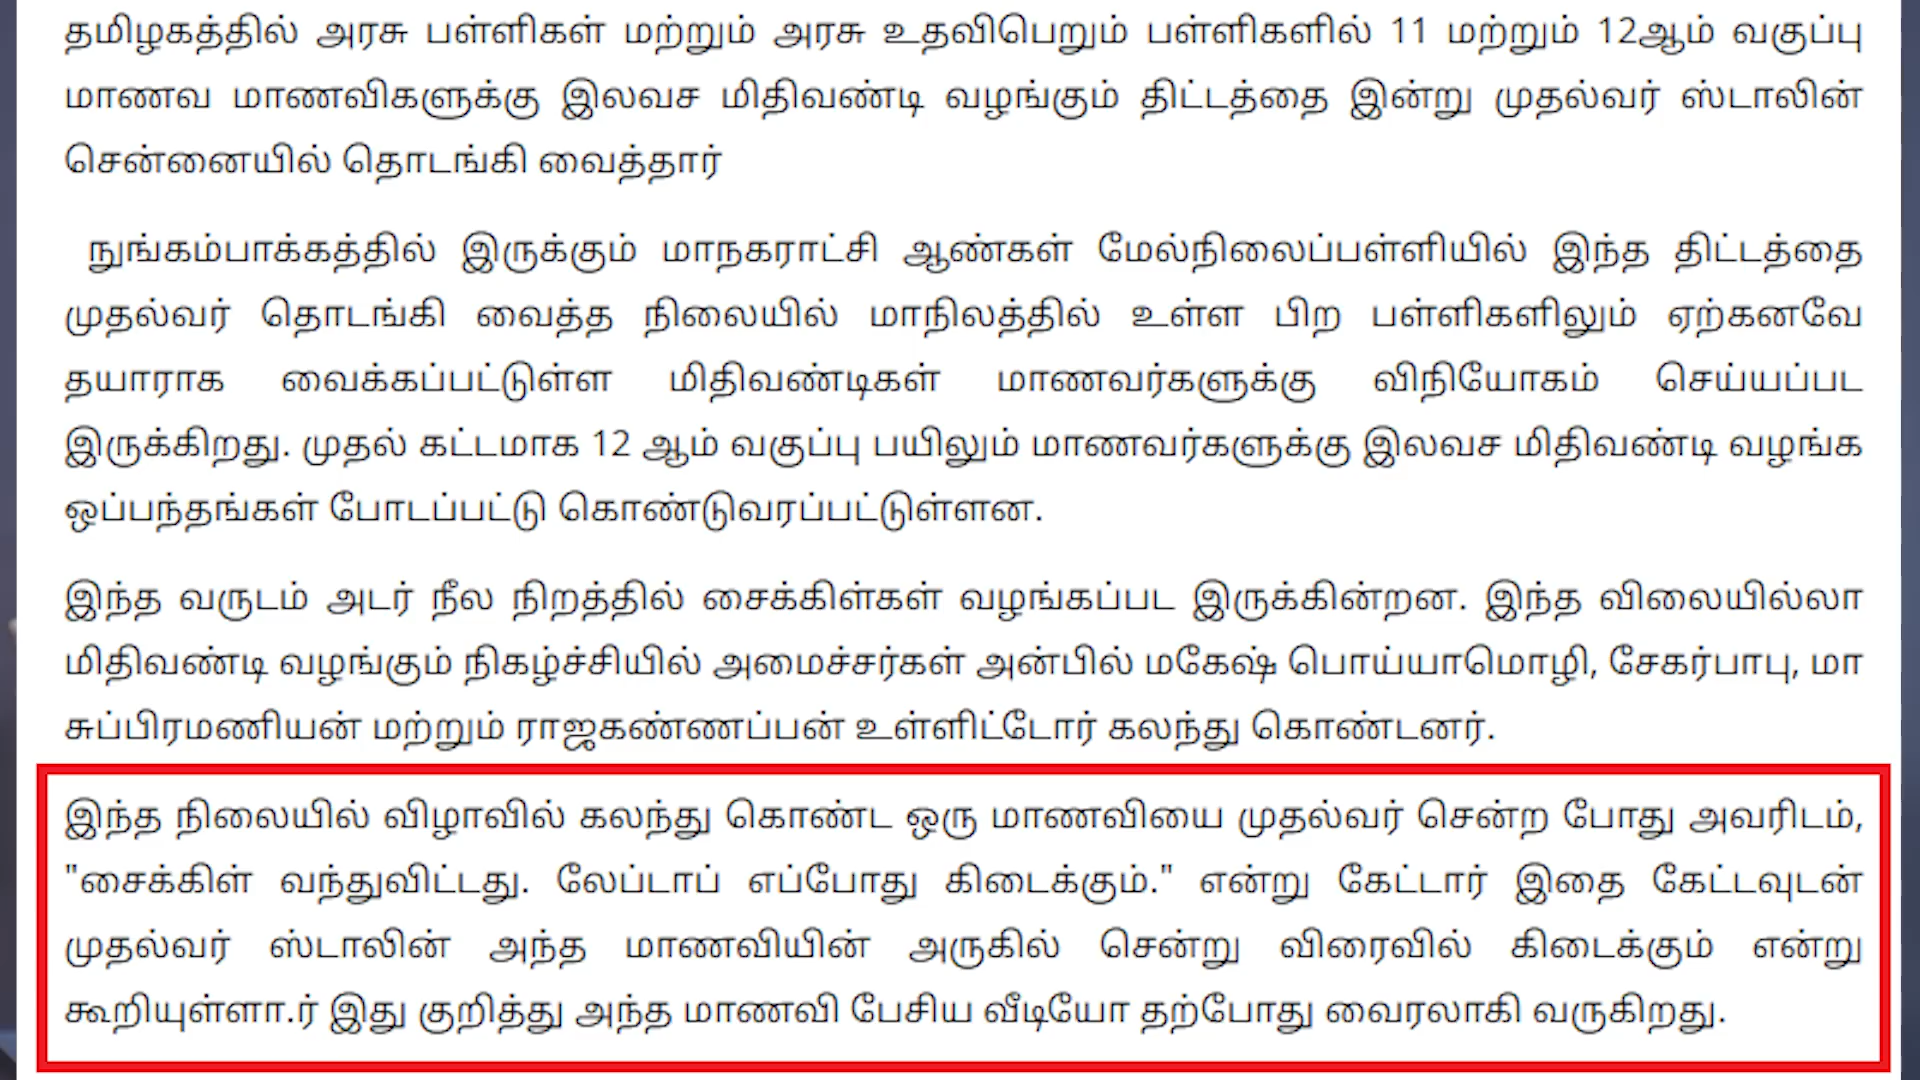 தமிழகத்தில் அரசு பள்ளிகள் மற்றும் அரசு உதவிபெறும் பள்ளிகளில் 11 மற்றும் 12ஆம் வகுப்பு
மாணவ மாணவிகளுக்கு இலவச மிதிவண்டி வழங்கும் திட்டத்தை இன்று முதல்வர் ஸ்டாலின்
சென்னையில் தொடங்கி வைத்தார்
நுங்கம்பாக்கத்தில் இருக்கும் மாநகராட்சி ஆண்கள் மேல்நிலைப்பள்ளியில் இந்த திட்டத்தை
முதல்வர் தொடங்கி வைத்த நிலையில் மாநிலத்தில் உள்ள பிற பள்ளிகளிலும் ஏற்கனவே
தயாராக வைக்கப்பட்டுள்ள மிதிவண்டிகள் மாணவர்களுக்கு விநியோகம் செய்யப்பட
இருக்கிறது. முதல் கட்டமாக 12 ஆம் வகுப்பு பயிலும் மாணவர்களுக்கு இலவச மிதிவண்டி வழங்க
ஒப்பந்தங்கள் போடப்பட்டு கொண்டுவரப்பட்டுள்ளன.
இந்த வருடம் அடர் நீல நிறத்தில் சைக்கிள்கள் வழங்கப்பட இருக்கின்றன. இந்த விலையில்லா
மிதிவண்டி வழங்கும் நிகழ்ச்சியில் அமைச்சர்கள் அன்பில் மகேஷ் பொய்யாமொழி, சேகர்பாபு, மா
சுப்பிரமணியன் மற்றும் ராஜகண்ணப்பன் உள்ளிட்டோர் கலந்து கொண்டனர்.
இந்த நிலையில் விழாவில் கலந்து கொண்ட ஒரு மாணவியை முதல்வர் சென்ற போது அவரிடம்,
"சைக்கிள் வந்துவிட்டது. லேப்டாப் எப்போது கிடைக்கும்." என்று கேட்டார் இதை கேட்டவுடன்
முதல்வர் ஸ்டாலின் அந்த மாணவியின் அருகில் சென்று விரைவில் கிடைக்கும் என்று
கூறியுள்ளா.ர் இது குறித்து அந்த மாணவி பேசிய வீடியோ தற்போது வைரலாகி வருகிறது.